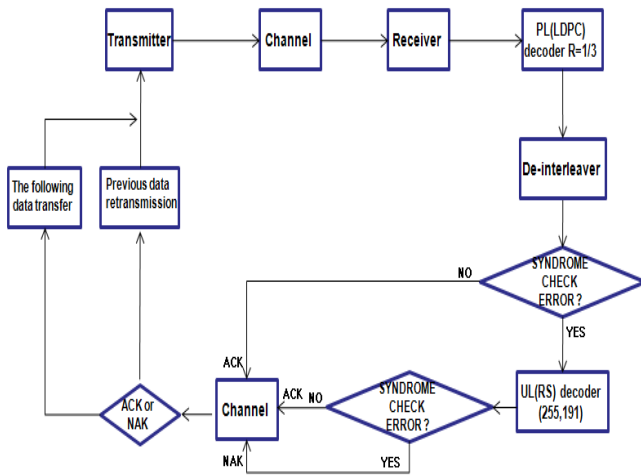 Transmitter
Channel
Receiver
PL(LDPC)
decoder R=1/3
The following
data transfer
Previous data
retransmission
De-interleaver
NO
SYNDROME
CHECK
ERROR ?
YES
ACK
ACK or
NAK
Channel
ACK NO
SYNDROME
CHECK
ERROR ?
UL(RS) decoder
(255,191)
NAK
YES